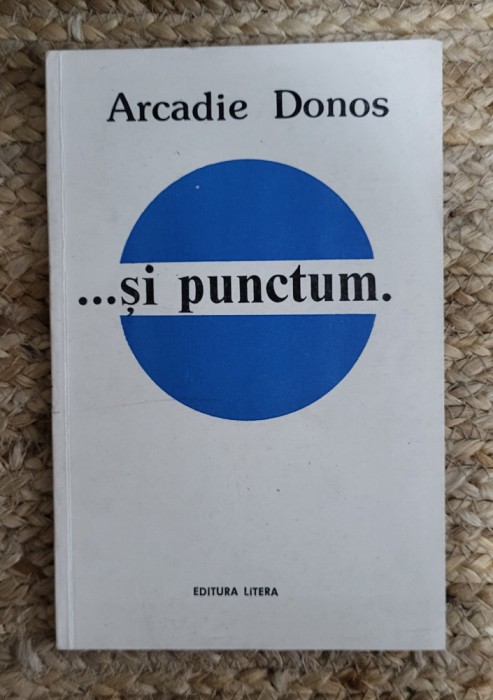 Arcadie Donos
...și punctum.
EDITURA LiTERA